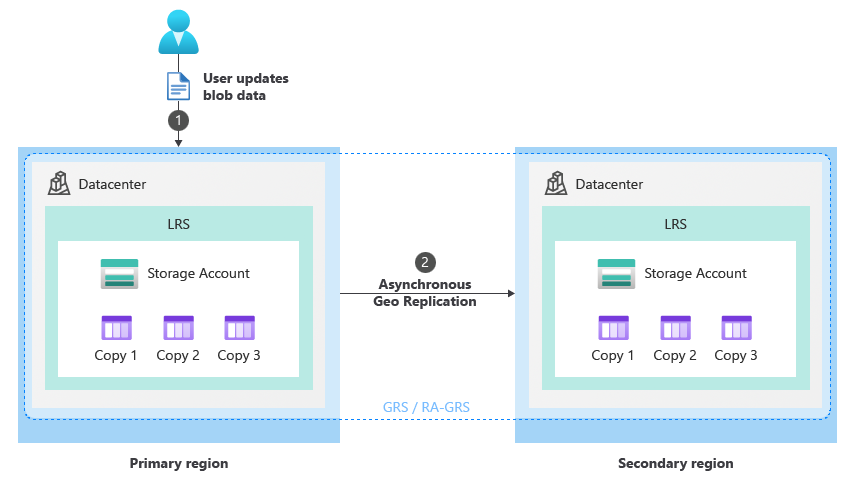 User updates
blob data
1
Datacenter
LRS
Storage Account
Copy 1 Copy 2 Copy 3
2
Asynchronous
Geo Replication
Datacenter
LRS
Storage Account
Copy 1 Copy 2 Copy 3
GRS / RA-GRS
Primary region
Secondary region